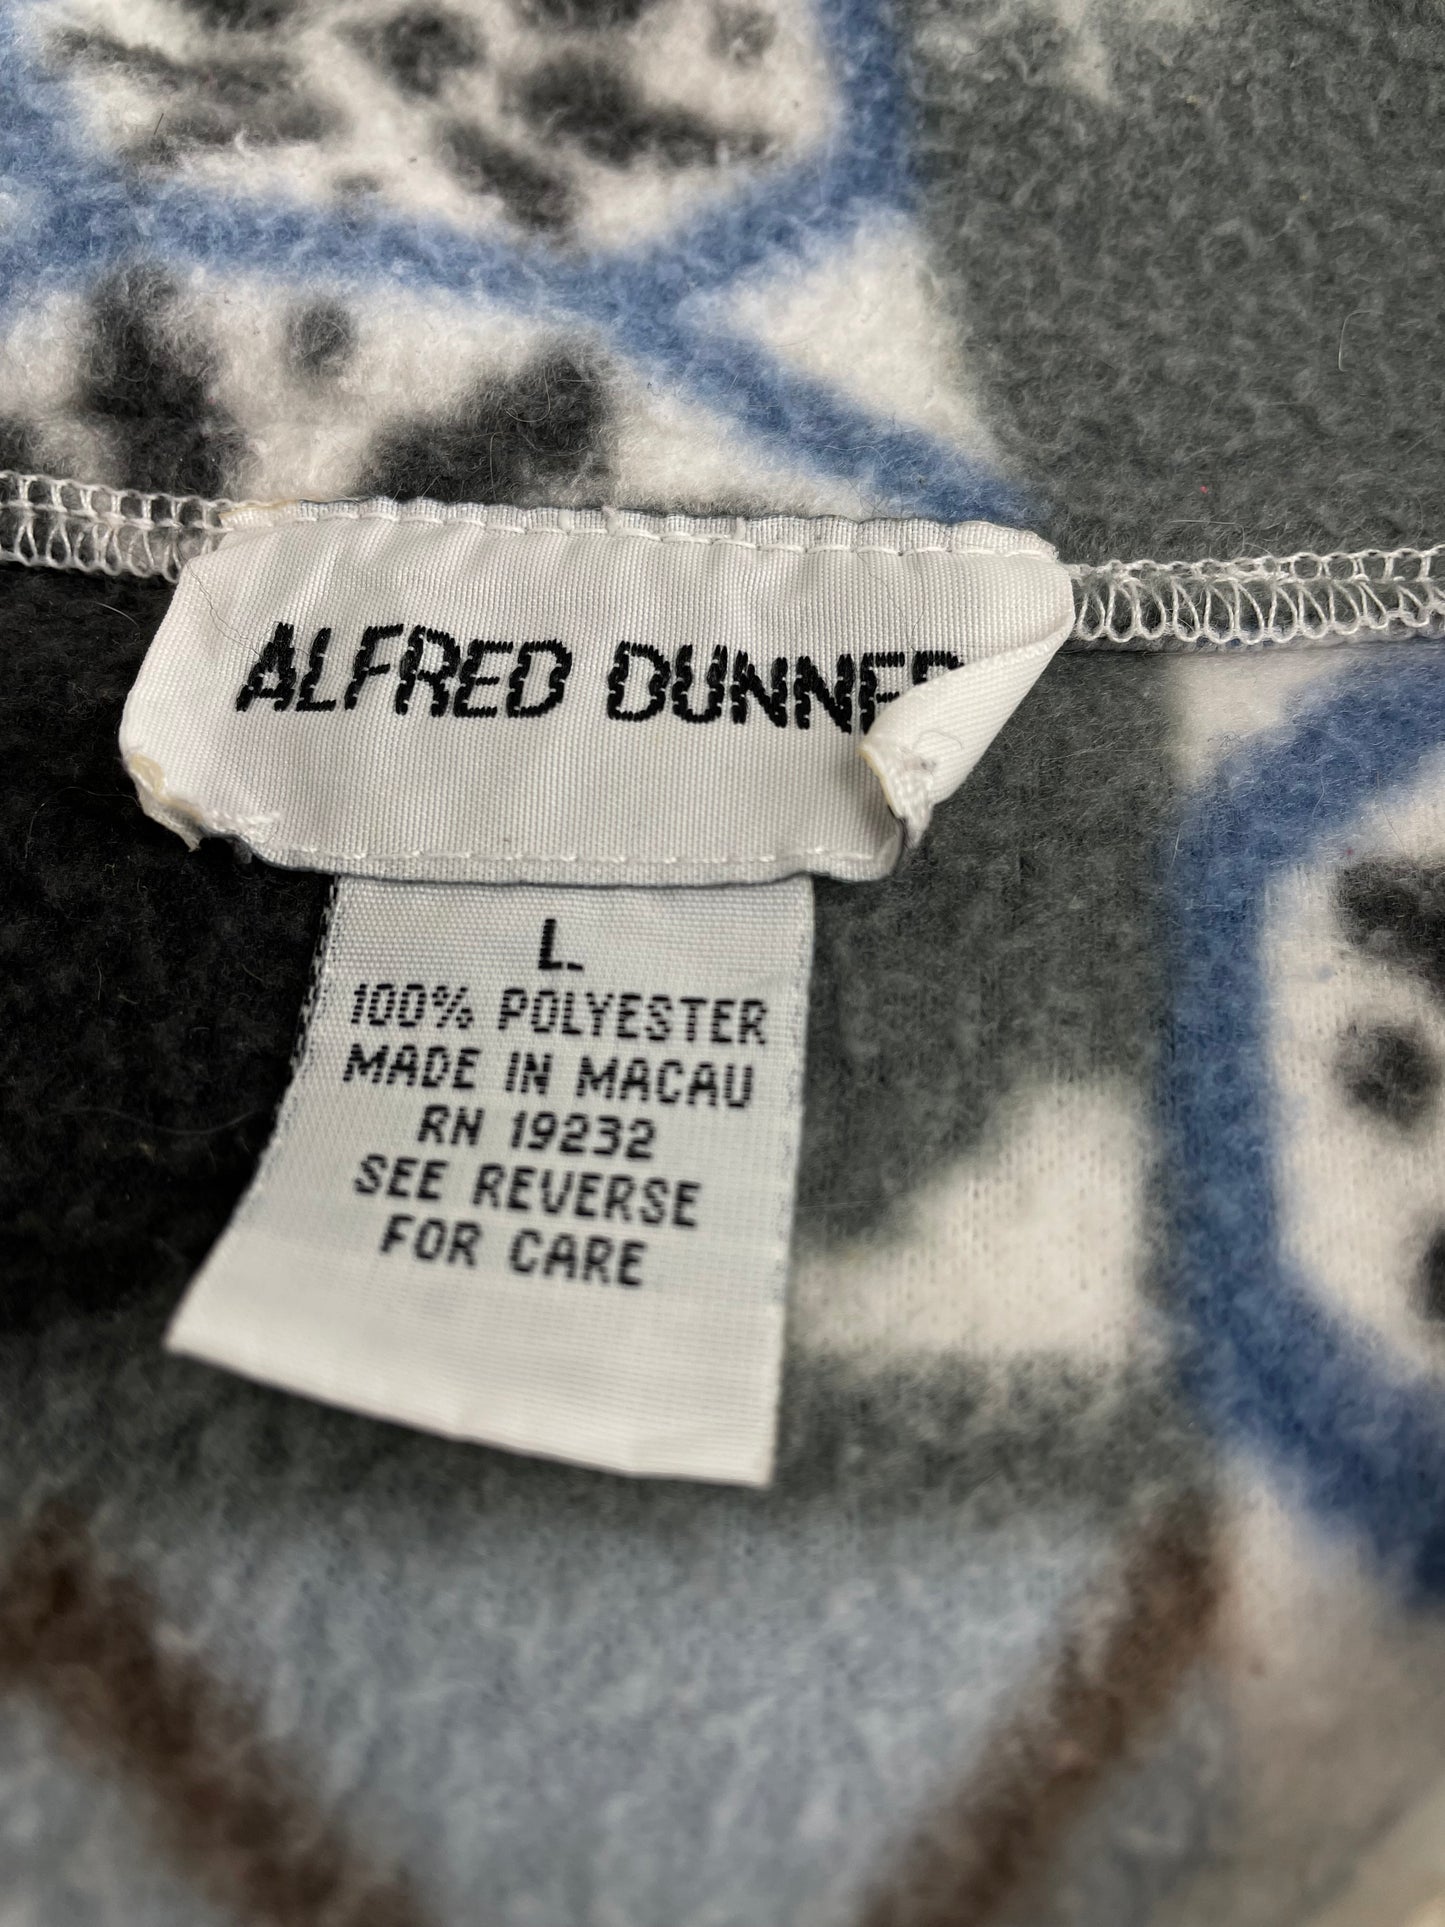 ALFRED DUNNER
L.
100% POLYESTER
MADE IN MACAU
RN 19232
SEE REVERSE
FOR CARE